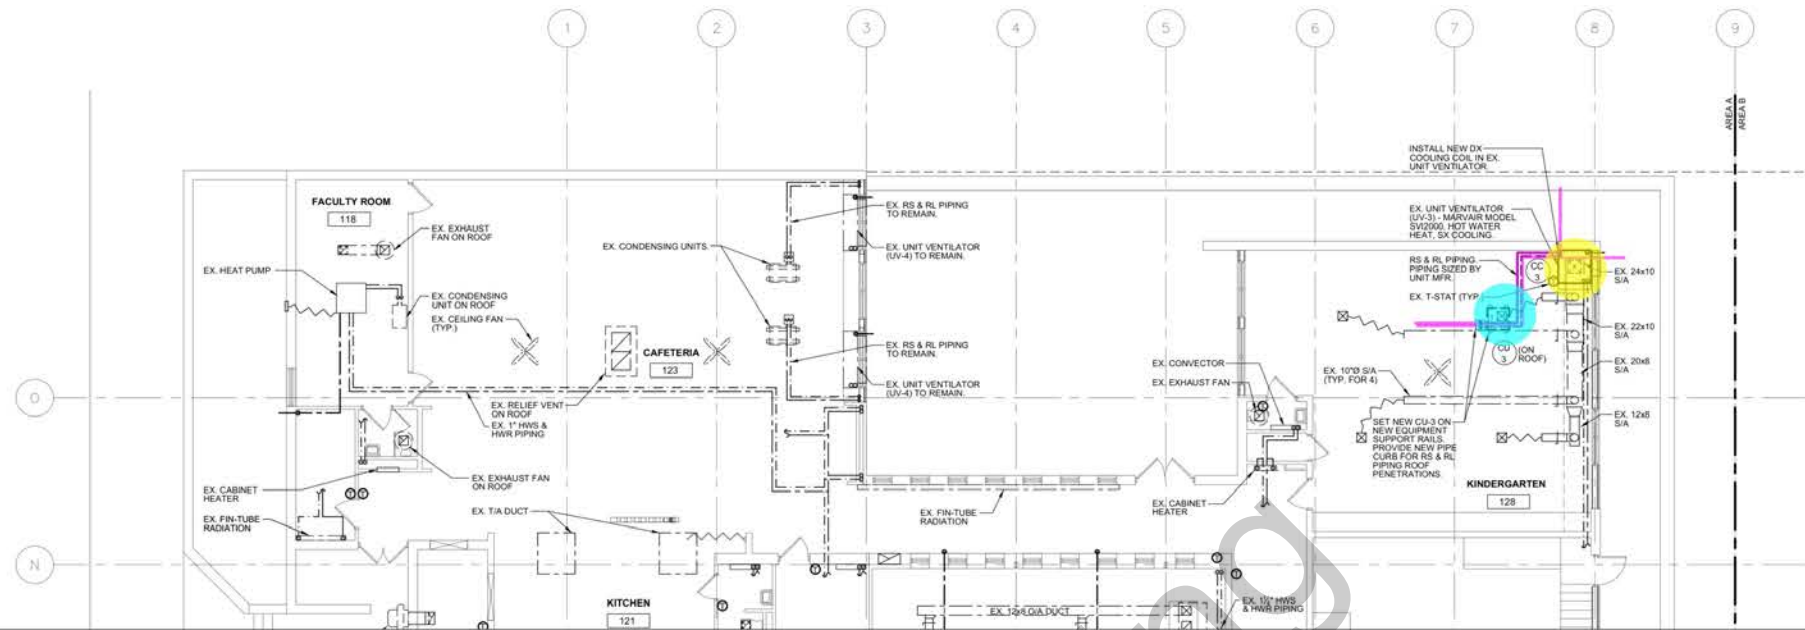 1
2
3
4
5
6
7
8
9
AREA A
AREA B
INSTALL NEW DX
COOLING COIL IN EX.
UNIT VENTILATOR.
FACULTY ROOM
118
EX. EXHAUST
FAN ON ROOF
EX. HEAT PUMP
EX. CONDENSING
UNIT ON ROOF
EX. CEILING FAN
(TYP.)
EX. CONDENSING UNITS
EX. RS & RL PIPING
TO REMAIN.
EX. UNIT VENTILATOR
(UV-4) TO REMAIN.
CAFETERIA
123
EX. RS & RL PIPING
TO REMAIN.
EX. UNIT VENTILATOR
(UV-4) TO REMAIN.
EX. UNIT VENTILATOR
(UV-3) - MARVAIR MODEL
SVI2000, HOT WATER
HEAT, SX COOLING.
RS & RL PIPING.
PIPING SIZED BY
UNIT MFR.
CC
3
EX. T-STAT (TYP
EX. 24x10
S/A
EX. 22x10
S/A
EX. 20x8
S/A
EX. 12x8
S/A
CU
3
(ON
ROOF)
EX. CONVECTOR
EX. EXHAUST FAN
EX. 10"Ø S/A
(TYP. FOR 4)
O
EX. RELIEF VENT
ON ROOF
EX. 1" HWS &
HWR PIPING
SET NEW CU-3 ON
NEW EQUIPMENT
SUPPORT RAILS.
PROVIDE NEW PIPE
CURB FOR RS & RL
PIPING ROOF
PENETRATIONS.
EX. EXHAUST FAN
ON ROOF
EX. CABINET
HEATER
EX. FIN-TUBE
RADIATION
EX. T/A DUCT
EX. FIN-TUBE
RADIATION
EX. CABINET
HEATER
KINDERGARTEN
128
N
KITCHEN
121
EX. 12x8 O/A DUCT
EX. 1½" HWS
& HWR PIPING